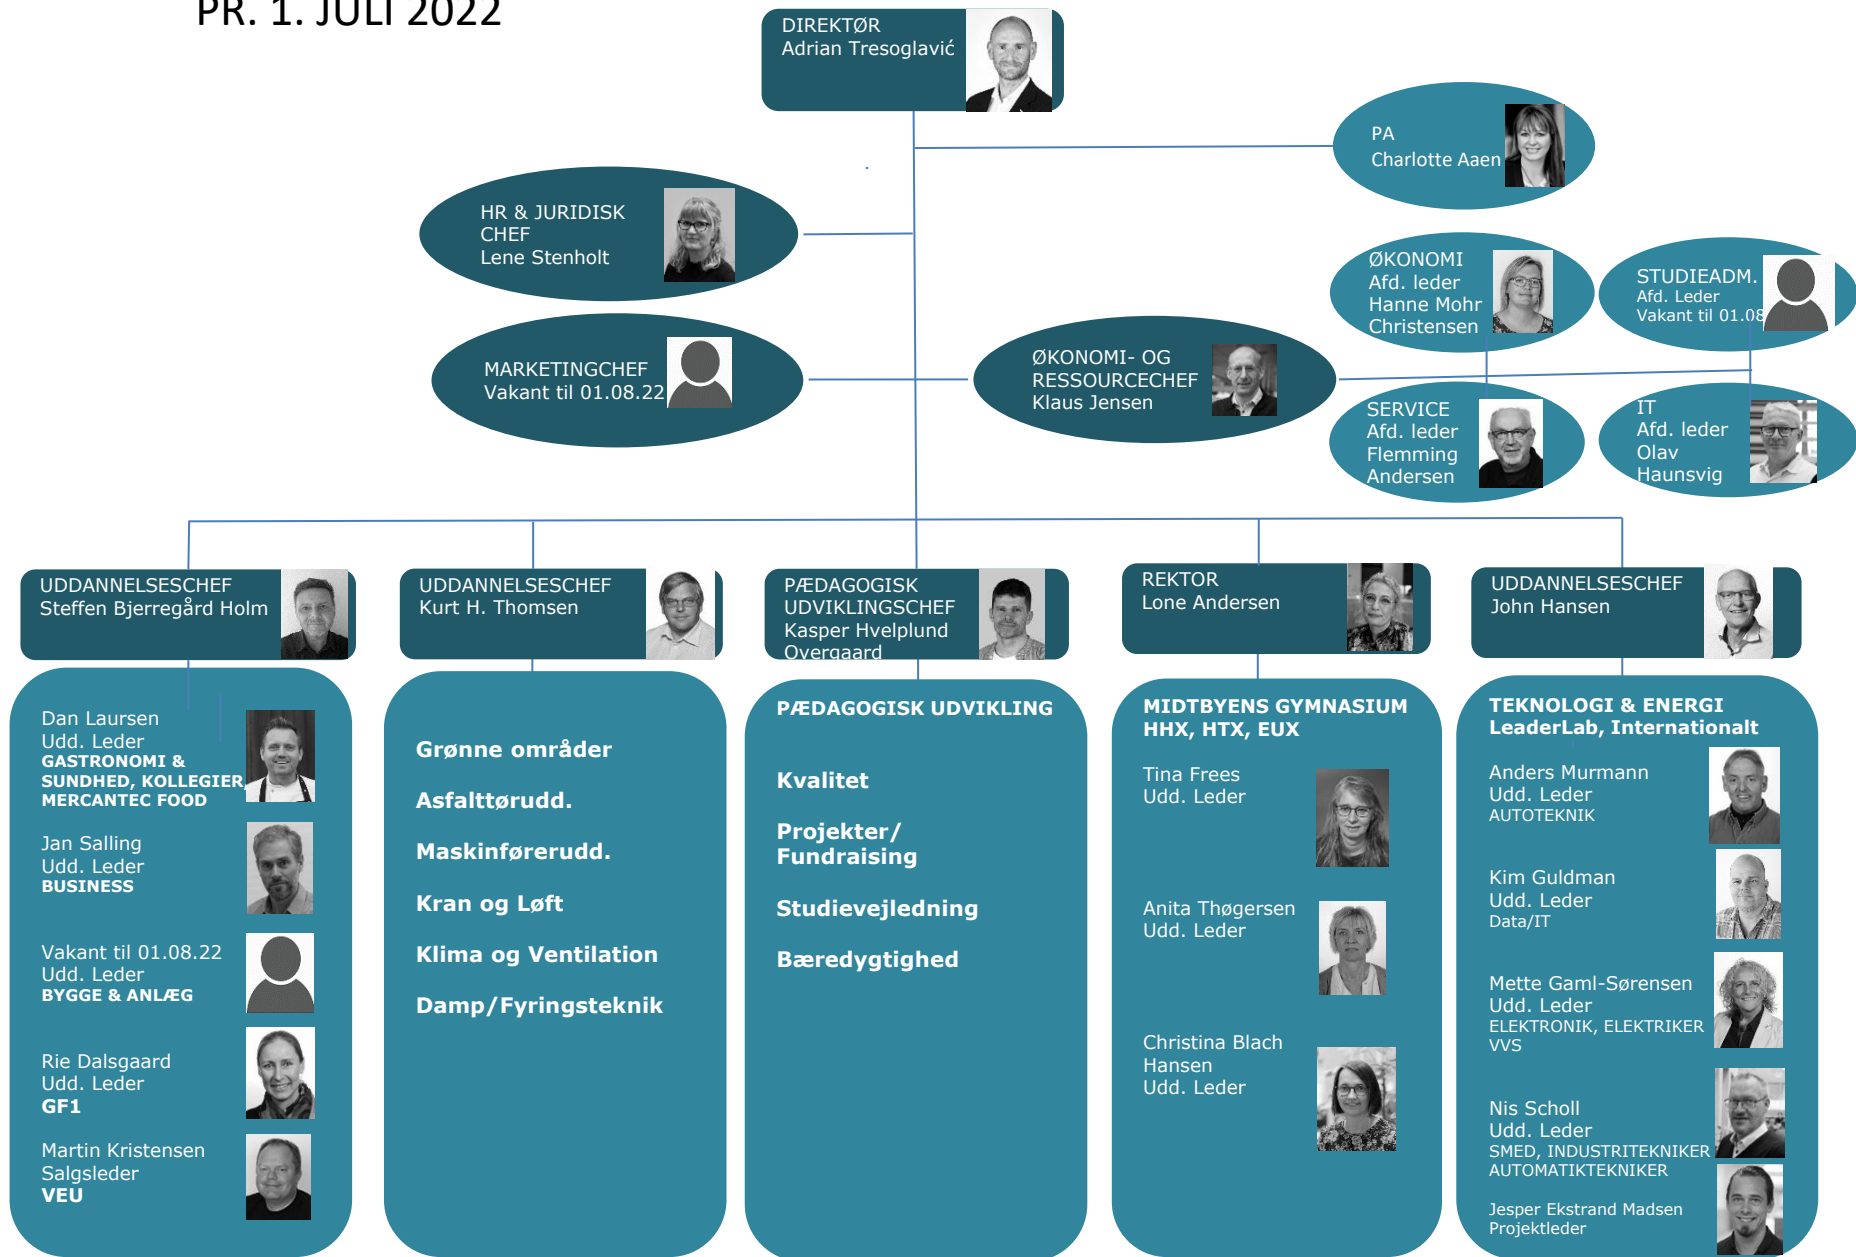 PR. 1. JULI 2022
DIREKTØR
Adrian Tresoglavić
PA
Charlotte Aaen
HR & JURIDISK
CHEF
Lene Stenholt
ØKONOMI
Afd. leder
Hanne Mohr
Christensen
STUDIEADM.
Afd. Leder
Vakant til 01.08
MARKETINGCHEF
Vakant til 01.08.22
ØKONOMI- OG
RESSOURCECHEF
Klaus Jensen
SERVICE
Afd. leder
Flemming
Andersen
IT
Afd. leder
Olav
Haunsvig
UDDANNELSESCHEF
Steffen Bjerregård Holm
UDDANNELSESCHEF
Kurt H. Thomsen
PÆDAGOGISK
UDVIKLINGSCHEF
Kasper Hvelplund
Overgaard
REKTOR
Lone Andersen
UDDANNELSESCHEF
John Hansen
Dan Laursen
Udd. Leder
GASTRONOMI &
SUNDHED, KOLLEGIER,
MERCANTEC FOOD
Jan Salling
Udd. Leder
BUSINESS
Vakant til 01.08.22
Udd. Leder
BYGGE & ANLÆG
Rie Dalsgaard
Udd. Leder
GF1
Martin Kristensen
Salgsleder
VEU
Grønne områder
Asfalttørudd.
Maskinførerudd.
Kran og Løft
Klima og Ventilation
Damp/Fyringsteknik
PÆDAGOGISK UDVIKLING
Kvalitet
Projekter/
Fundraising
Studievejledning
Bæredygtighed
MIDTBYENS GYMNASIUM
HHX, HTX, EUX
Tina Frees
Udd. Leder
Anita Thøgersen
Udd. Leder
Christina Blach
Hansen
Udd. Leder
TEKNOLOGI & ENERGI
LeaderLab, Internationalt
Anders Murmann
Udd. Leder
AUTOTEKNIK
Kim Guldman
Udd. Leder
Data/IT
Mette Gaml-Sørensen
Udd. Leder
ELEKTRONIK, ELEKTRIKER
VVS
Nis Scholl
Udd. Leder
SMED, INDUSTRITEKNIKER
AUTOMATIKTEKNIKER
Jesper Ekstrand Madsen
Projektleder